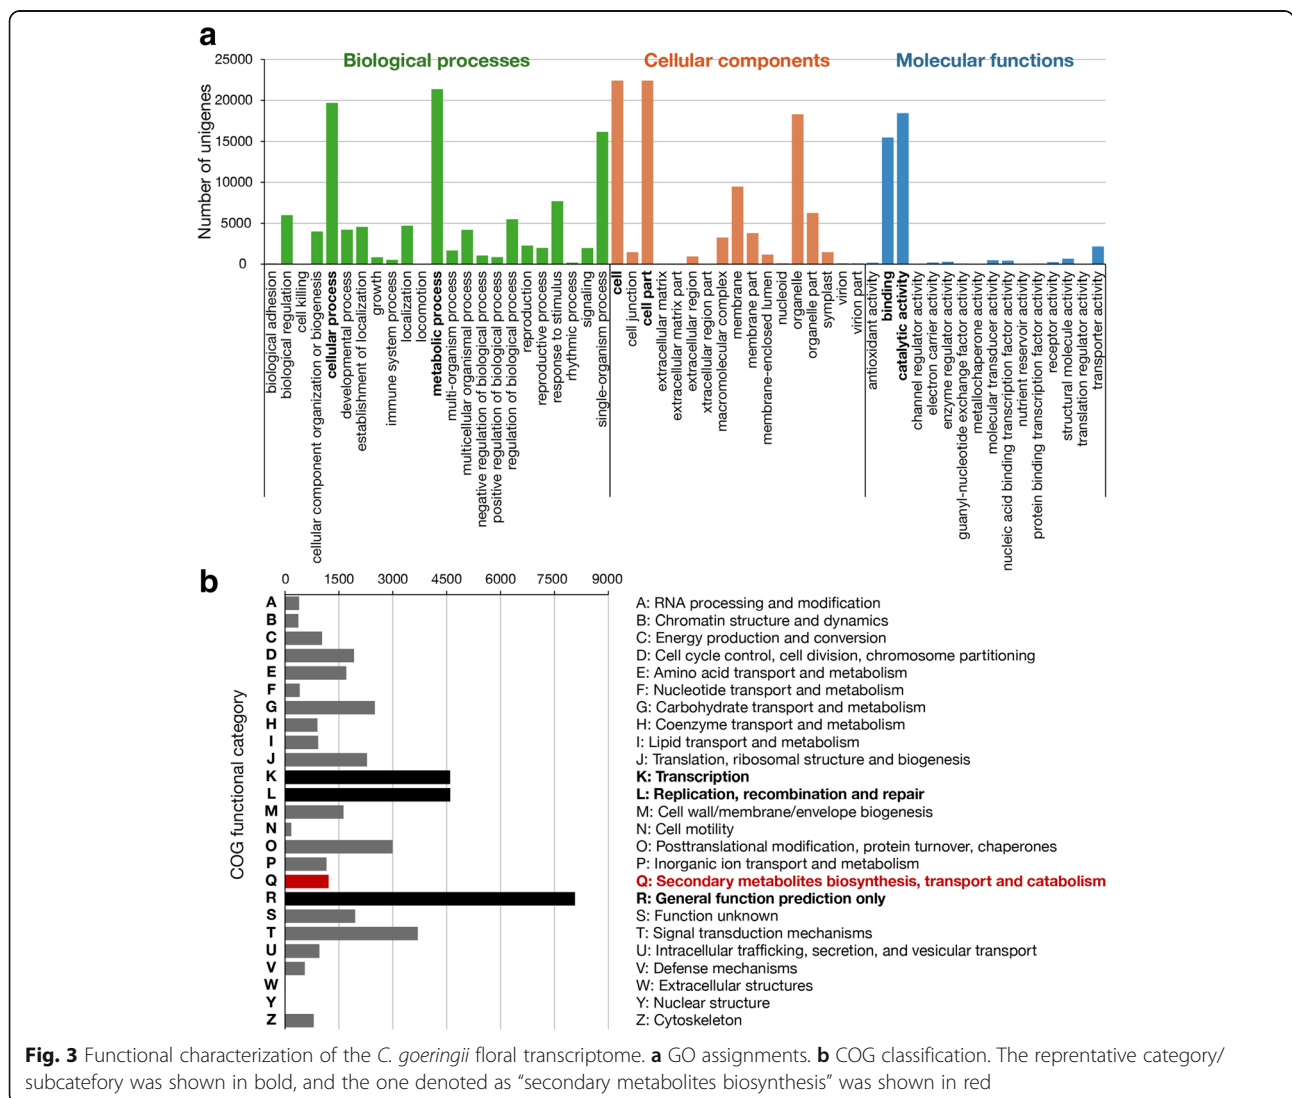 a
Biological processes
Cellular components
Molecular functions
Number of unigenes
25000
20000
15000
10000
5000
0
biological adhesion
biological regulation
cell killing
cellular component organization or biogenesis
cellular process
developmental process
establishment of localization
growth
immune system process
localization
locomotion
metabolic process
multi-organism process
multicellular organismal process
negative regulation of biological process
positive regulation of biological process
regulation of biological process
reproduction
reproductive process
response to stimulus
rhythmic process
signaling
single-organism process
cell
cell junction
cell part
extracellular matrix
extracellular matrix part
extracellular region
xtracellular region part
macromolecular complex
membrane
membrane part
membrane-enclosed lumen
nucleoid
organelle
organelle part
symplast
virion
virion part
antioxidant activity
binding
catalytic activity
channel regulator activity
electron carrier activity
enzyme regulator activity
guanyl-nucleotide exchange factor activity
metallochaperone activity
molecular transducer activity
nucleic acid binding transcription factor activity
nutrient reservoir activity
protein binding transcription factor activity
receptor activity
structural molecule activity
translation regulator activity
transporter activity
b
0 1500 3000 4500 6000 7500 9000
COG functional category
A A: RNA processing and modification
B B: Chromatin structure and dynamics
C C: Energy production and conversion
D D: Cell cycle control, cell division, chromosome partitioning
E E: Amino acid transport and metabolism
F F: Nucleotide transport and metabolism
G G: Carbohydrate transport and metabolism
H H: Coenzyme transport and metabolism
I I: Lipid transport and metabolism
J J: Translation, ribosomal structure and biogenesis
K K: Transcription
L L: Replication, recombination and repair
M M: Cell wall/membrane/envelope biogenesis
N N: Cell motility
O O: Posttranslational modification, protein turnover, chaperones
P P: Inorganic ion transport and metabolism
Q Q: Secondary metabolites biosynthesis, transport and catabolism
R R: General function prediction only
S S: Function unknown
T T: Signal transduction mechanisms
U U: Intracellular trafficking, secretion, and vesicular transport
V V: Defense mechanisms
W W: Extracellular structures
Y Y: Nuclear structure
Z Z: Cytoskeleton
Fig. 3 Functional characterization of the C. goeringii floral transcriptome. a GO assignments. b COG classification. The reprentative category/
subcatefory was shown in bold, and the one denoted as “secondary metabolites biosynthesis” was shown in red